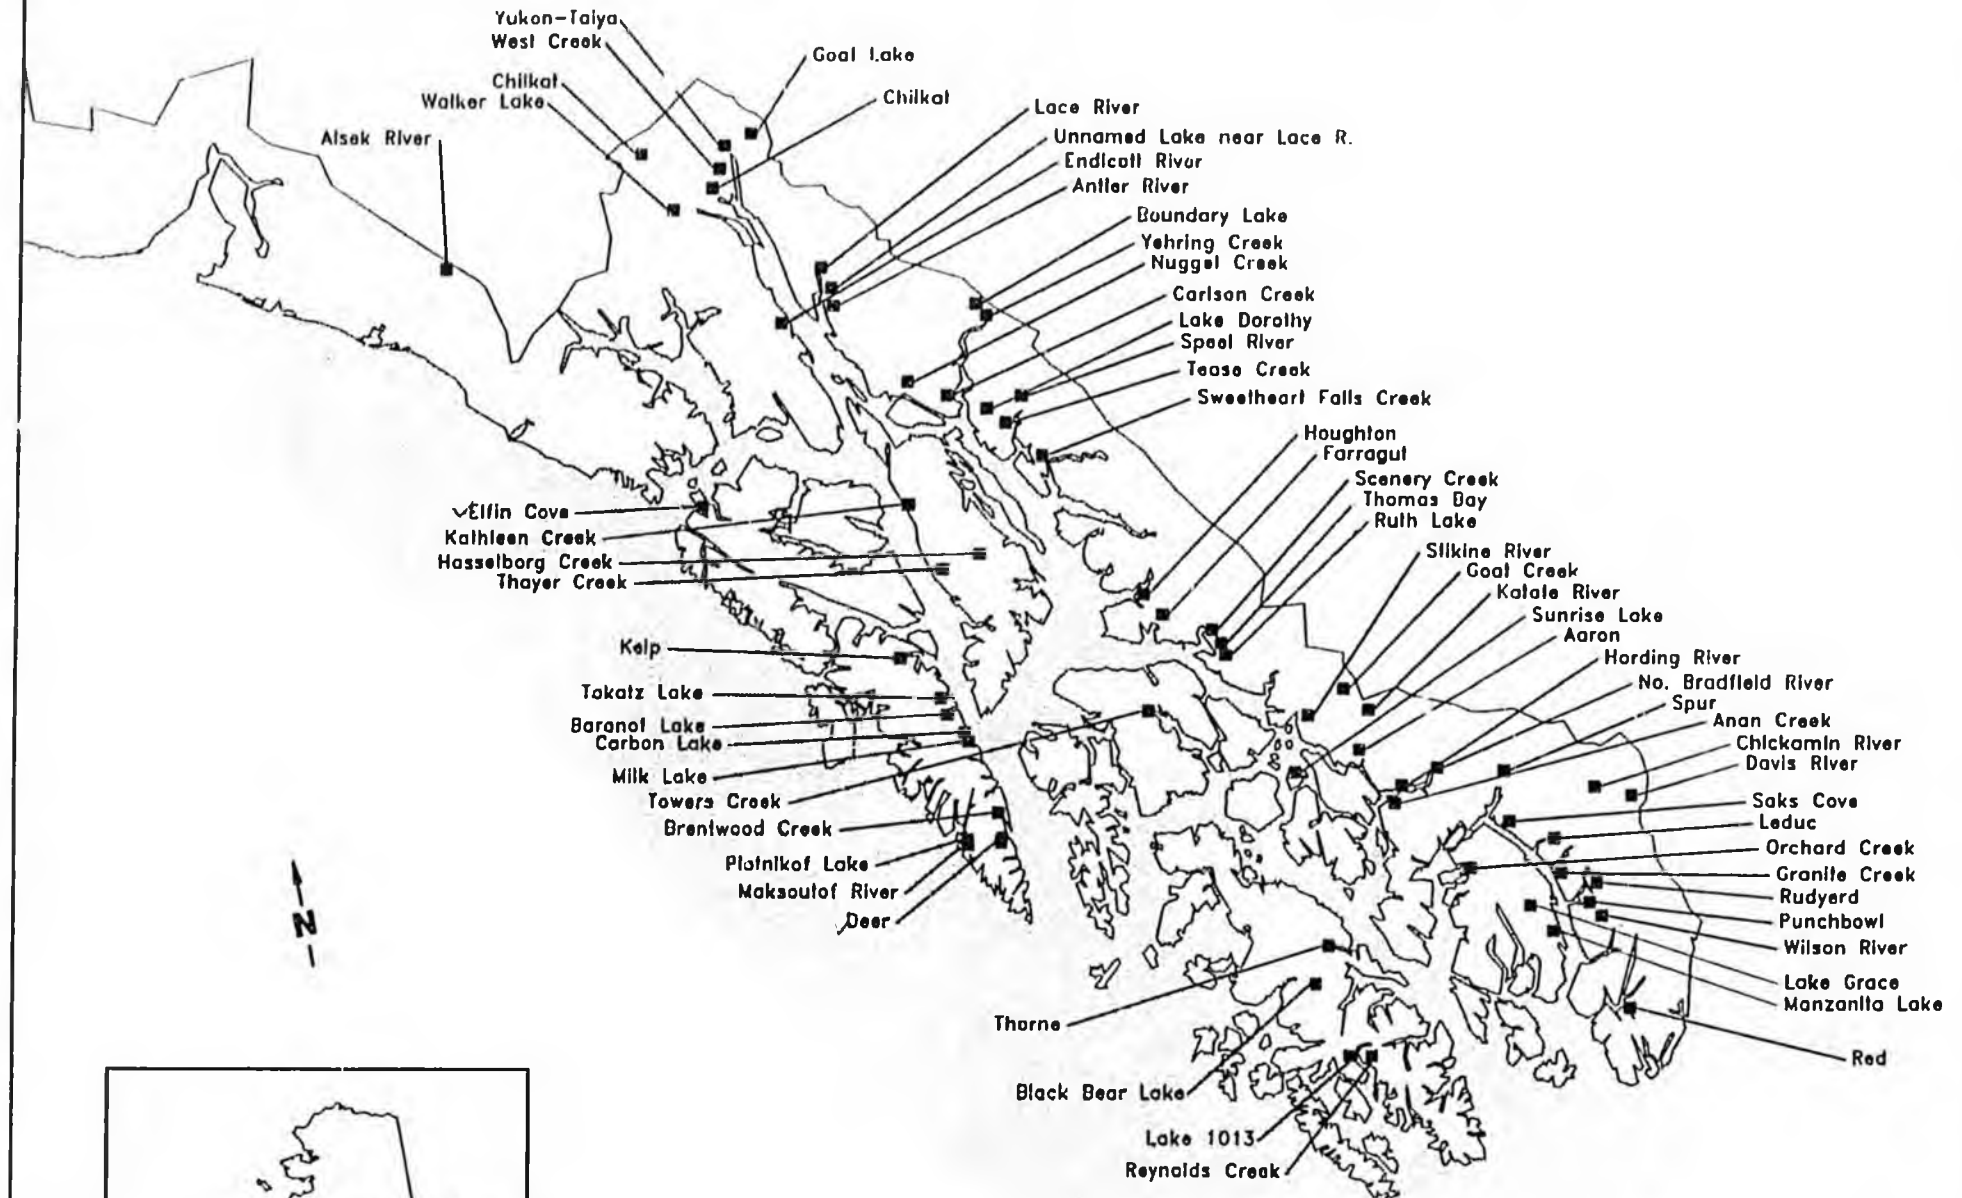 Yukon-Taiya
West Creek
Goat Lake
Chilkat
Chilkat
Walker Lake
Lace River
Alsek River
Unnamed Lake near Lace R.
Endicott River
Antler River
Boundary Lake
Yehring Creek
Nugget Creek
Carlson Creek
Lake Dorothy
Speel River
Tease Creek
Sweetheart Falls Creek
Houghton
Farragut
Scenery Creek
Thomas Bay
Ruth Lake
Elfin Cove
Kathleen Creek
Hasselborg Creek
Thayer Creek
Stikine River
Goat Creek
Katale River
Sunrise Lake
Aaron
Harding River
No. Bradfield River
Spur
Anan Creek
Chickamin River
Davis River
Kelp
Takatz Lake
Baranof Lake
Carbon Lake
Milk Lake
Towers Creek
Brentwood Creek
Plotnikof Lake
Maksoutof River
Deer
Saks Cove
Leduc
Orchard Creek
Granite Creek
Rudyerd
Punchbowl
Wilson River
Lake Grace
Manzanita Lake
Red
N
Thorne
Black Bear Lake
Lake 1013
Reynolds Creek